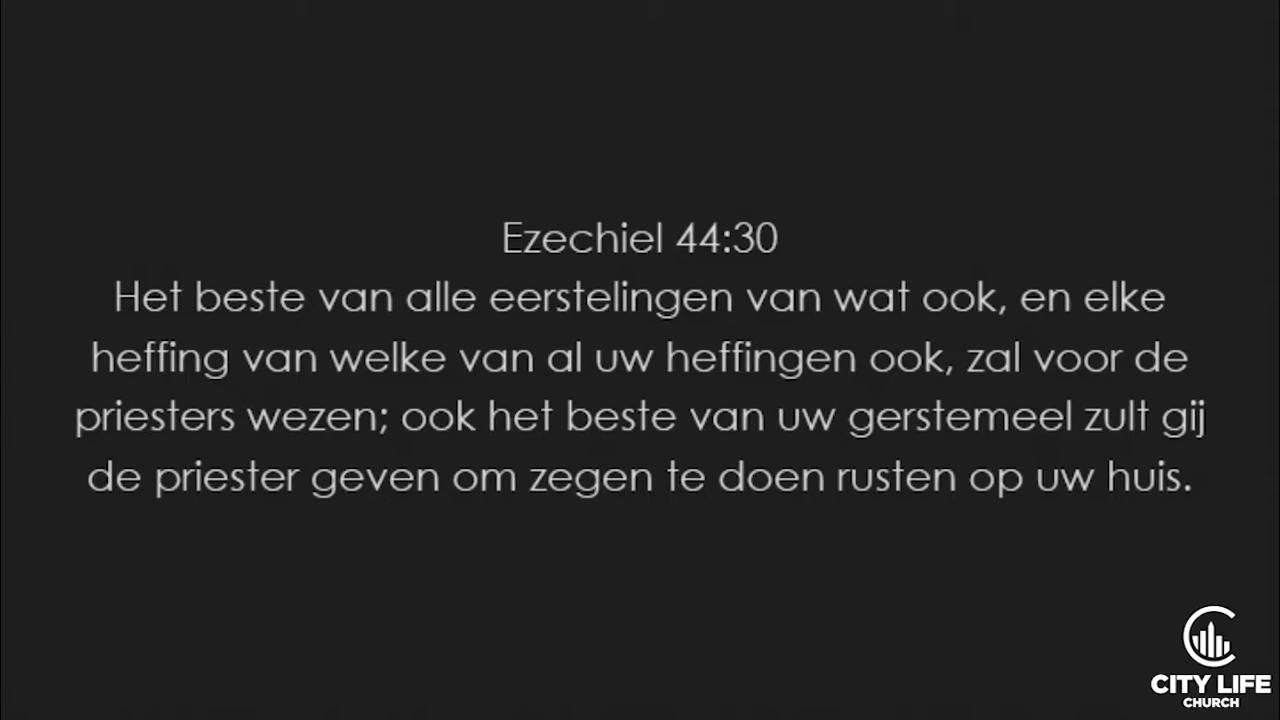 Ezechiel 44:30
Het beste van alle eerstelingen van wat ook, en elke
heffing van welke van al uw heffingen ook, zal voor de
priesters wezen; ook het beste van uw gerstemeel zult gij
de priester geven om zegen te doen rusten op uw huis.
CITY LIFE
CHURCH